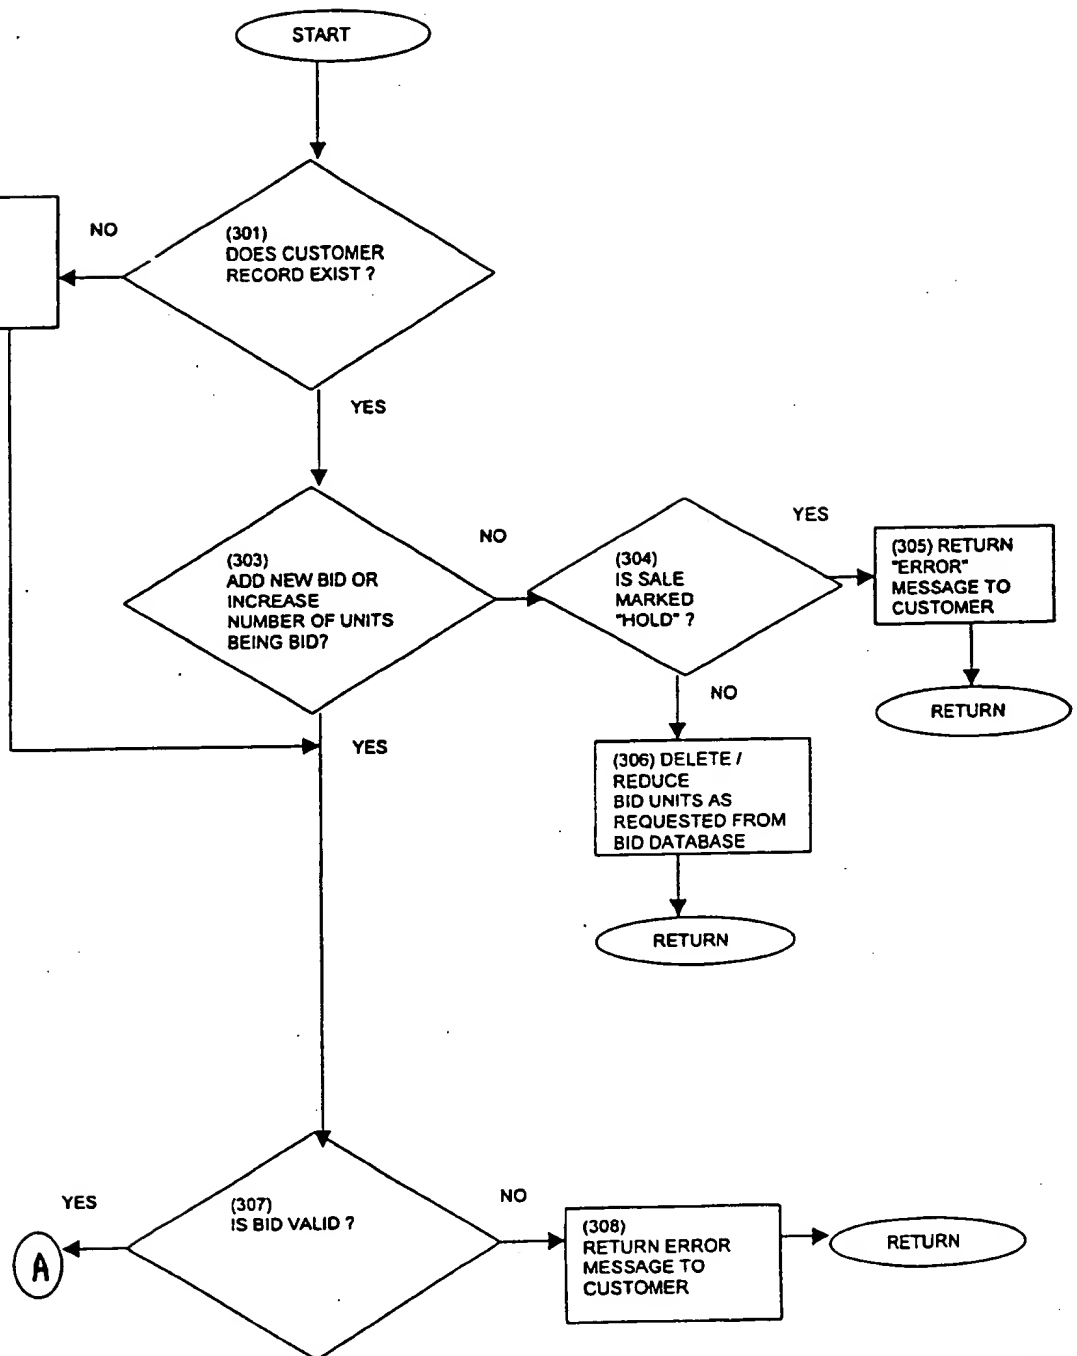 START
NO
(301)
DOES CUSTOMER
RECORD EXIST ?
YES
(303)
ADD NEW BID OR
INCREASE
NUMBER OF UNITS
BEING BID?
NO
(304)
IS SALE
MARKED
"HOLD" ?
YES
(305) RETURN
"ERROR"
MESSAGE TO
CUSTOMER
RETURN
NO
YES
(306) DELETE /
REDUCE
BID UNITS AS
REQUESTED FROM
BID DATABASE
RETURN
YES
(307)
IS BID VALID ?
NO
(308)
RETURN ERROR
MESSAGE TO
CUSTOMER
RETURN
A